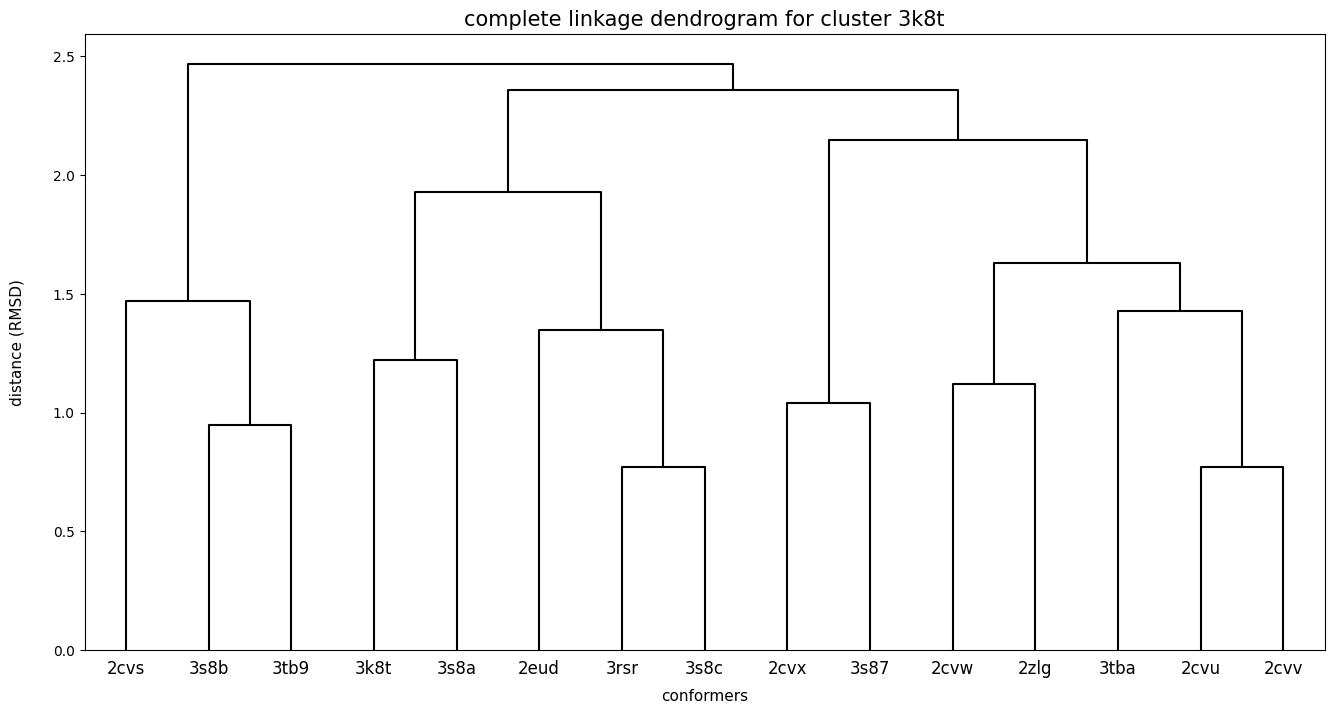 complete linkage dendrogram for cluster 3k8t
distance (RMSD)
2.5
2.0
1.5
1.0
0.5
0.0
2cvs 3s8b 3tb9 3k8t 3s8a 2eud 3rsr 3s8c 2cvx 3s87 2cvw 2zlg 3tba 2cvu 2cvv
conformers